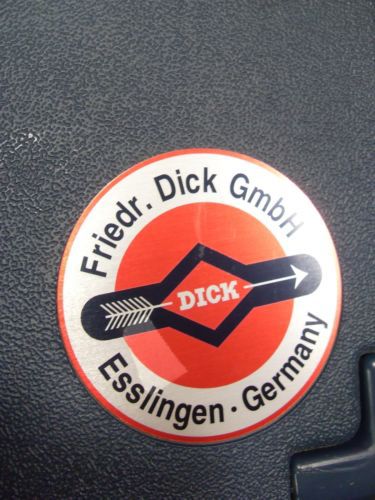 Friedr. Dick GmbH
DICK
Esslingen · Germany